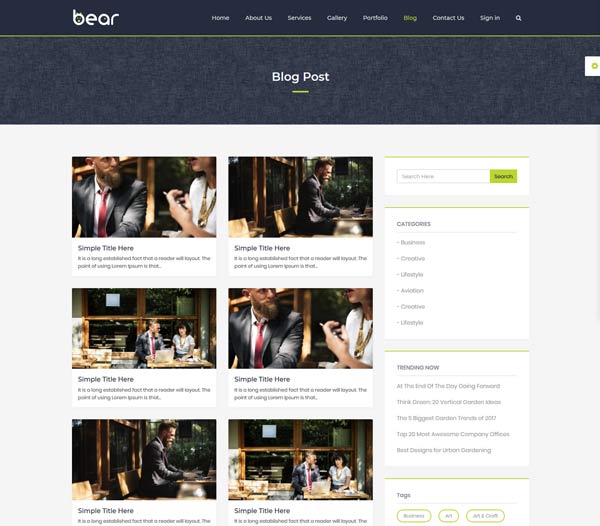 bear
Home About Us Services Gallery Portfolio Blog Contact Us Sign in
Blog Post
Simple Title Here
It is a long established fact that a reader will layout. The
point of using Lorem Ipsum is that...
Simple Title Here
It is a long established fact that a reader will layout. The
point of using Lorem Ipsum is that...
Simple Title Here
It is a long established fact that a reader will layout. The
point of using Lorem Ipsum is that...
Simple Title Here
It is a long established fact that a reader will layout. The
point of using Lorem Ipsum is that...
Simple Title Here
It is a long established fact that a reader will layout. The
Simple Title Here
It is a long established fact that a reader will layout. The
Search Here Search
CATEGORIES
- Business
- Creative
- Lifestyle
- Aviation
- Creative
- Lifestyle
TRENDING NOW
At The End Of The Day Going Forward
Think Green: 20 Vertical Garden Ideas
The 5 Biggest Garden Trends of 2017
Top 20 Most Awesome Company Offices
Best Designs for Urban Gardening
Tags
Business Art Art & Craft